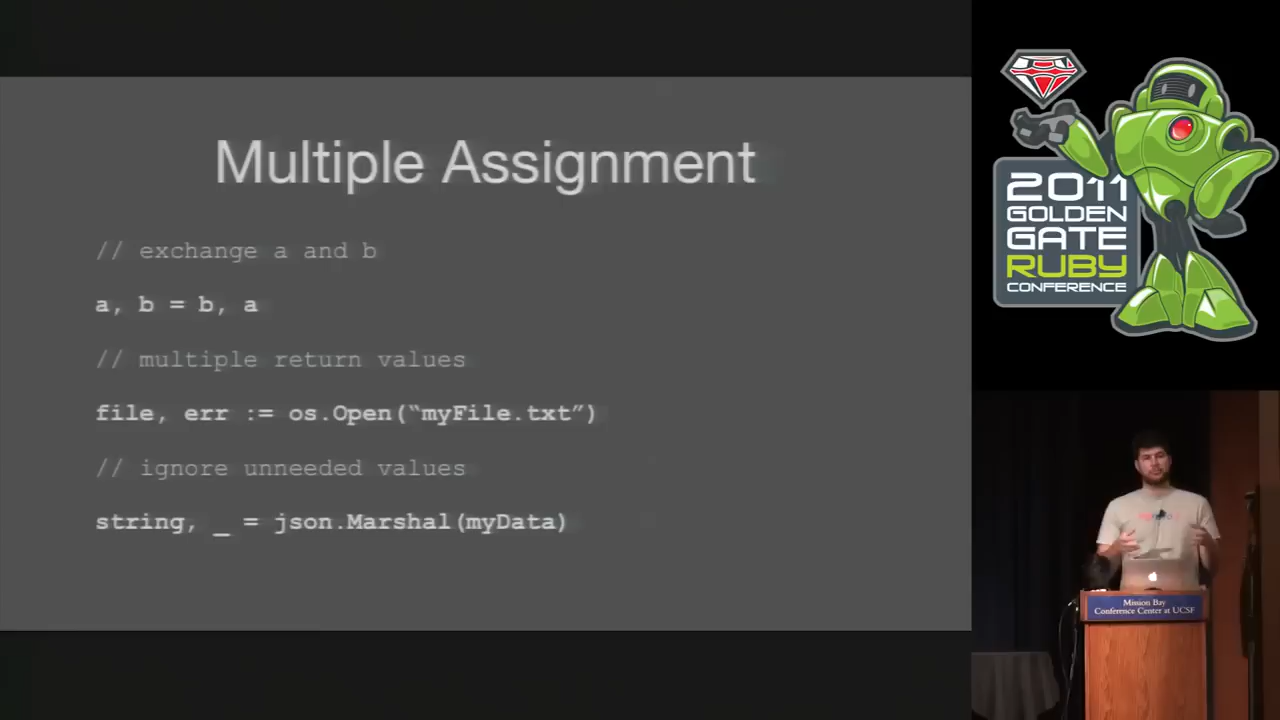 Multiple Assignment
// exchange a and b
a, b = b, a
// multiple return values
file, err := os.Open(“myFile.txt”)
// ignore unneeded values
string, _ = json.Marshal(myData)
2011
GOLDEN
GATE
RUBY
CONFERENCE
Mission Bay
Conference Center at UCSF